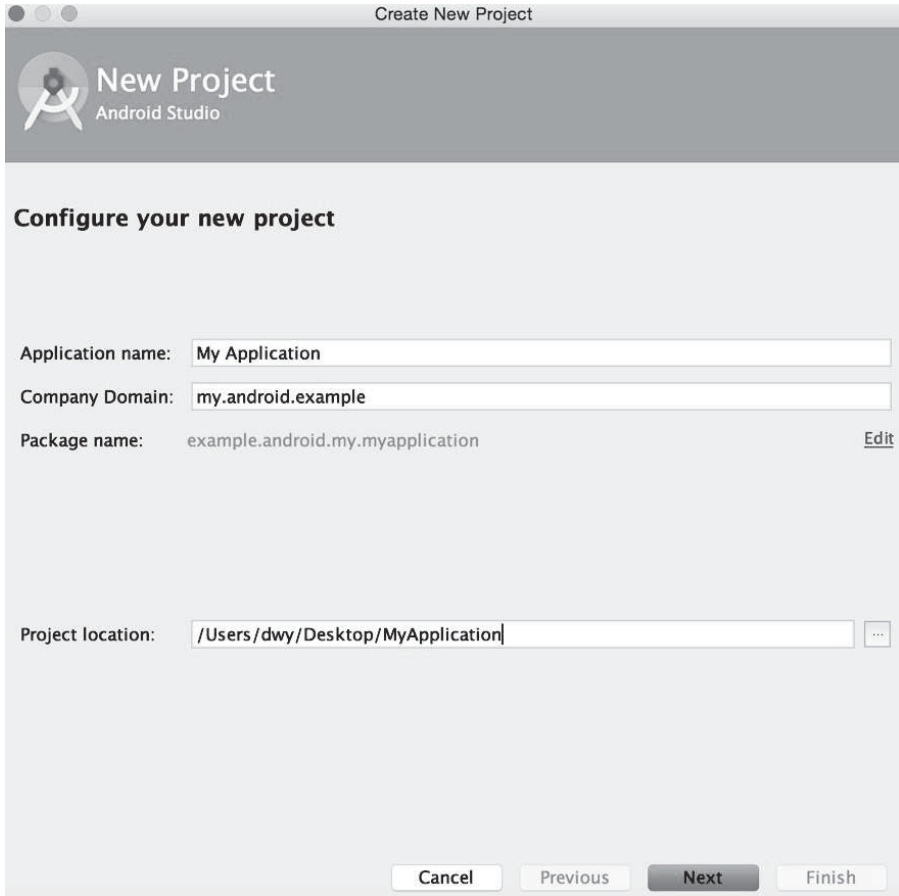 Create New Project
New Project
Android Studio
Configure your new project
Application name: My Application
Company Domain: my.android.example
Package name: example.android.my.myapplication Edit
Project location: /Users/dwy/Desktop/MyApplication ...
Cancel Previous Next Finish